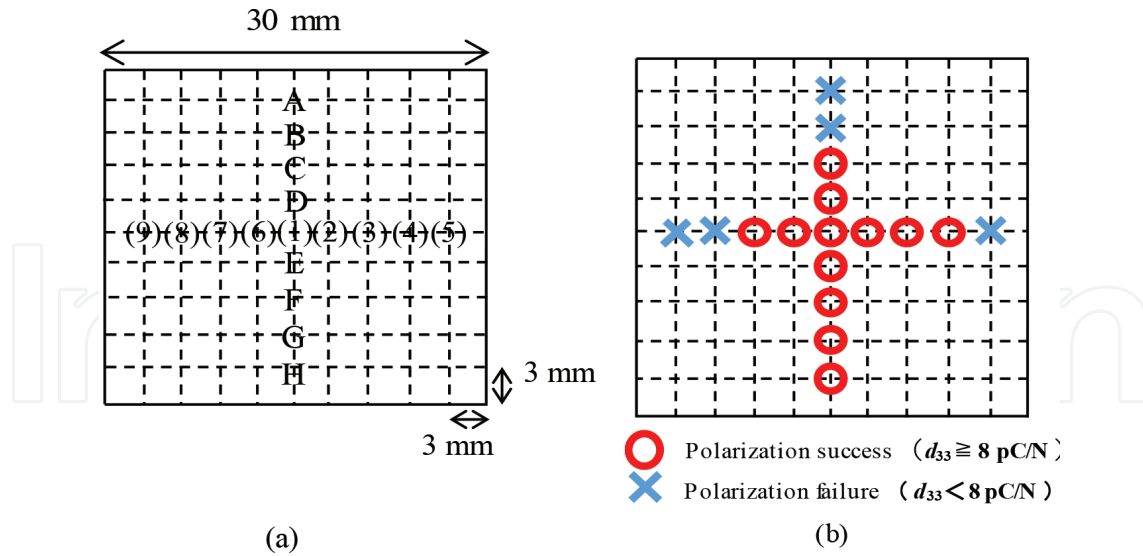 30 mm
A
B
C
D
(9) (8) (7) (6) (1) (2) (3) (4) (5)
E
F
G
H
3 mm
3 mm
(a)
Polarization success （d33≧8 pC/N）
Polarization failure （d33＜8 pC/N）
(b)